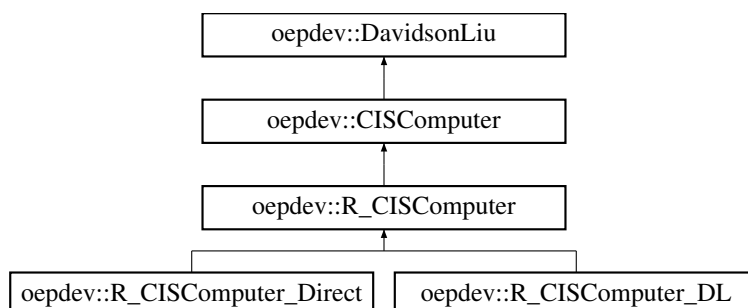 oepdev::DavidsonLiu
oepdev::CISComputer
oepdev::R_CISComputer
oepdev::R_CISComputer_Direct
oepdev::R_CISComputer_DL